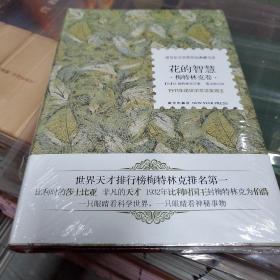 花的智慧
·梅特林克卷·
新星出版社 NEW STAR PRESS
世界天才排行榜梅特林克排名第一
比利时的莎士比亚 非凡的天才 1932年比利时国王封梅特林克为伯爵
一只眼睛看科学世界，一只眼睛看神秘事物